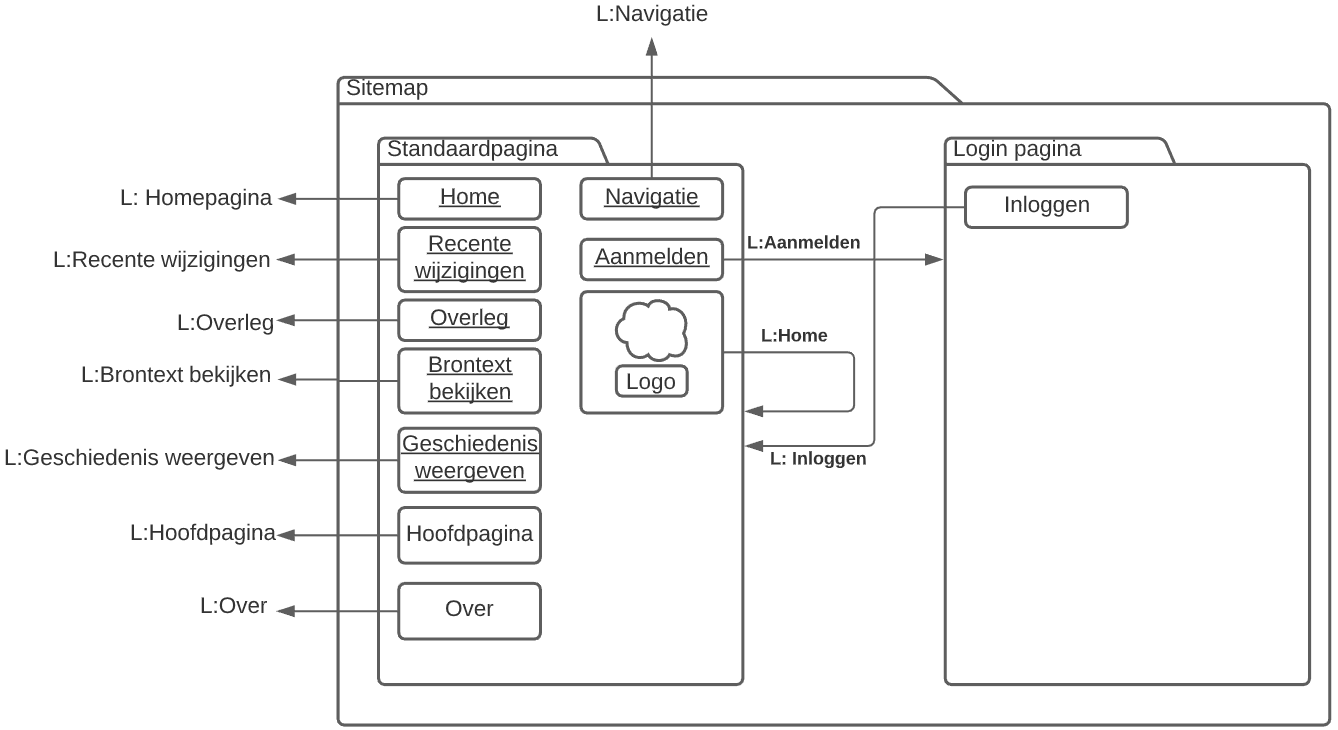 L:Navigatie
Sitemap
Standaardpagina
Login pagina
L: Homepagina
Home
Navigatie
Inloggen
L:Recente wijzigingen
Recente
wijzigingen
Aanmelden
L:Aanmelden
L:Overleg
Overleg
L:Home
L:Brontext bekijken
Brontext
bekijken
Logo
L:Geschiedenis weergeven
Geschiedenis
weergeven
L: Inloggen
L:Hoofdpagina
Hoofdpagina
L:Over
Over